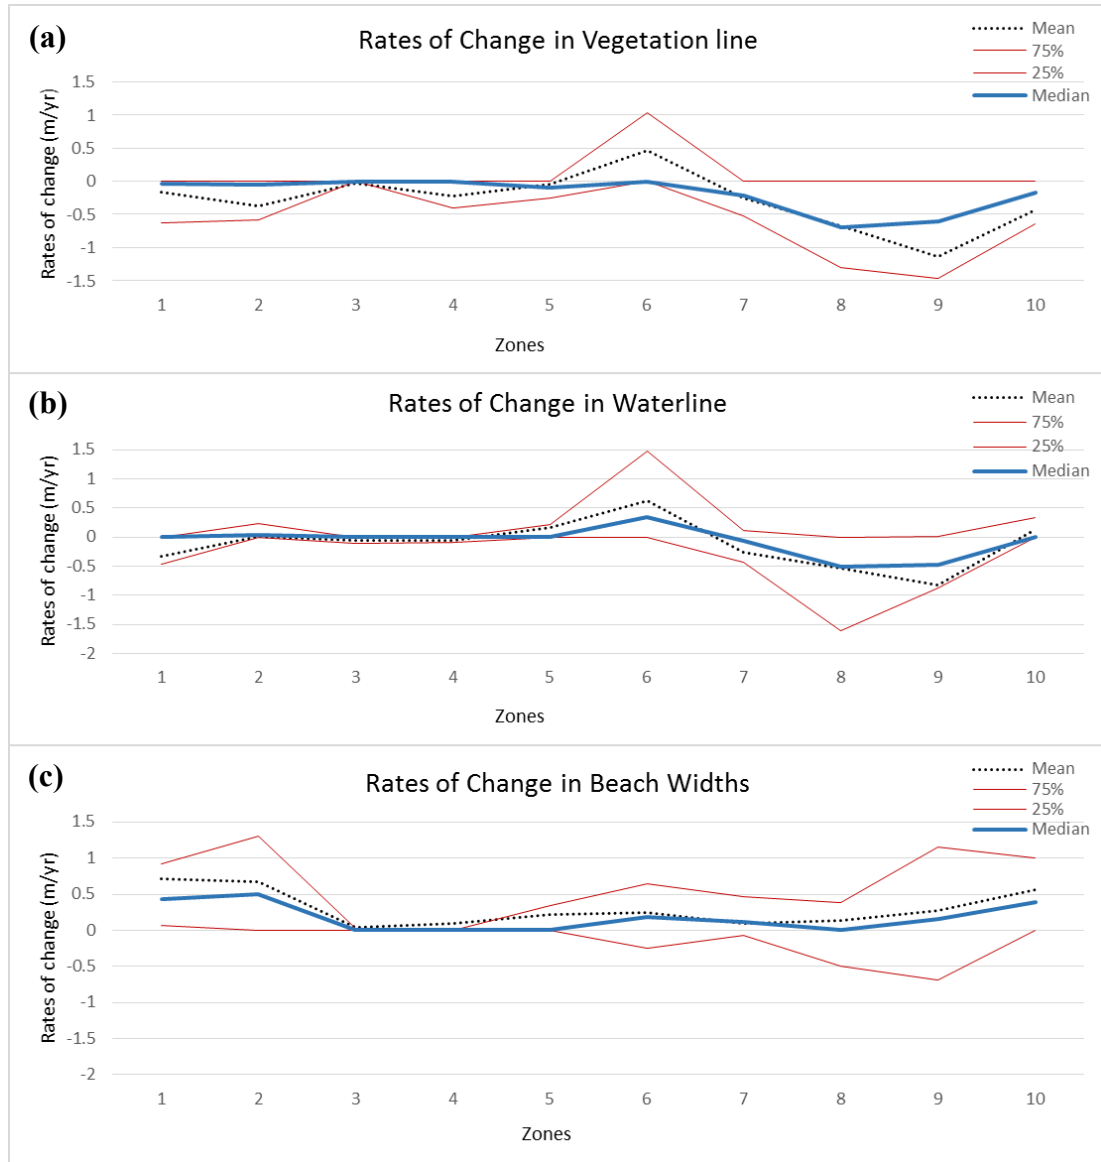 (a)
Rates of Change in Vegetation line
Mean
75%
25%
Median
Rates of change (m/yr)
1.5
1
0.5
0
-0.5
-1
-1.5
1 2 3 4 5 6 7 8 9 10
Zones
(b)
Rates of Change in Waterline
Mean
75%
25%
Median
Rates of change (m/yr)
1.5
1
0.5
0
-0.5
-1
-1.5
-2
1 2 3 4 5 6 7 8 9 10
Zones
(c)
Rates of Change in Beach Widths
Mean
75%
25%
Median
Rates of change (m/yr)
1.5
1
0.5
0
-0.5
-1
-1.5
-2
1 2 3 4 5 6 7 8 9 10
Zones